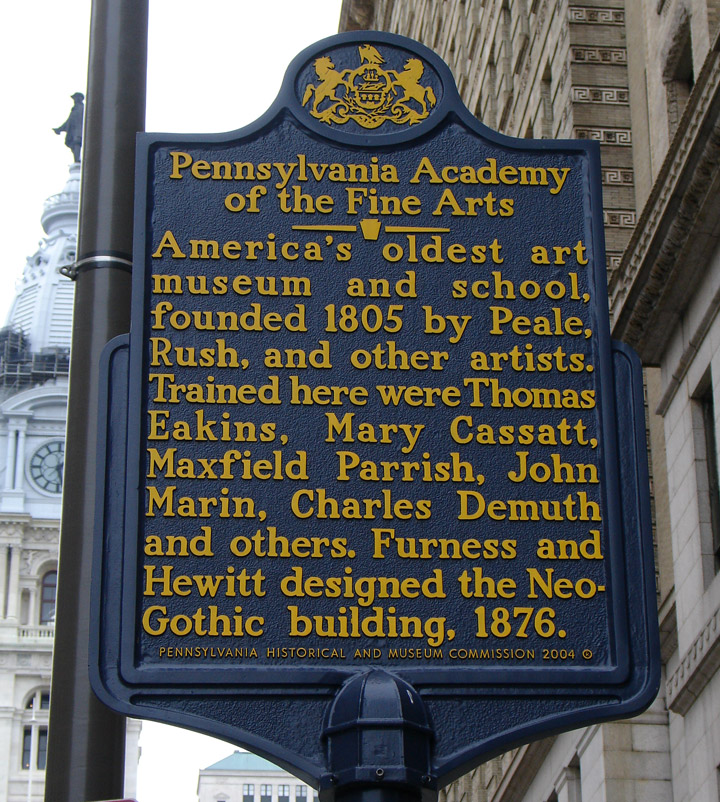 Pennsylvania Academy
of the Fine Arts
America's oldest art
museum and school,
founded 1805 by Peale,
Rush, and other artists.
Trained here were Thomas
Eakins, Mary Cassatt,
Maxfield Parrish, John
Marin, Charles Demuth
and others. Furness and
Hewitt designed the Neo-
Gothic building, 1876.
PENNSYLVANIA HISTORICAL AND MUSEUM COMMISSION 2004 ©